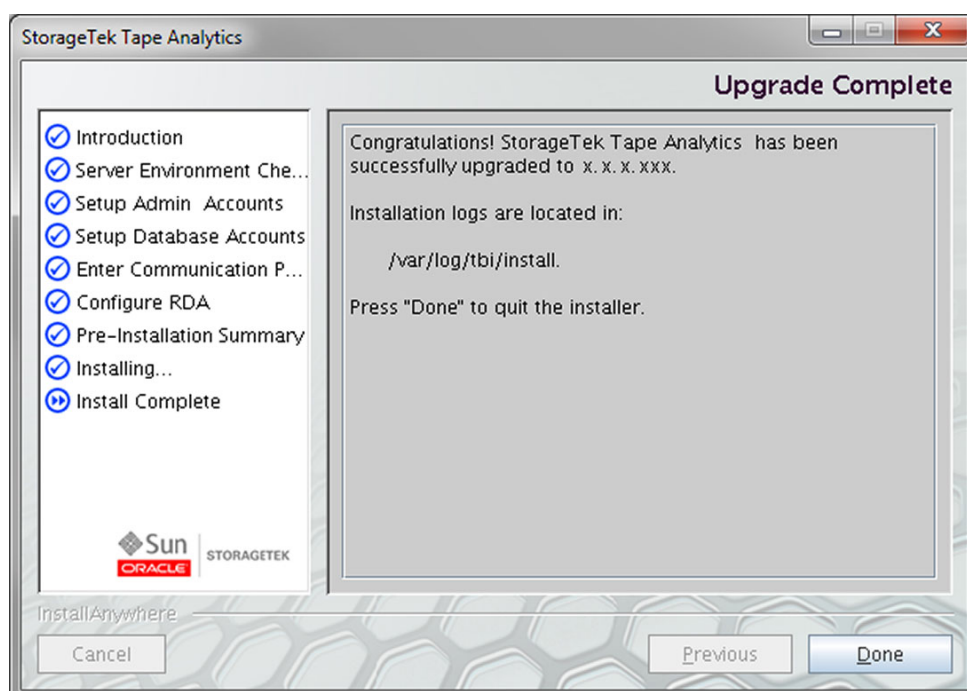 StorageTek Tape Analytics
Upgrade Complete
Introduction
Server Environment Che...
Setup Admin Accounts
Setup Database Accounts
Enter Communication P...
Configure RDA
Pre-Installation Summary
Installing...
Install Complete
Sun
ORACLE
STORAGETEK
Congratulations! StorageTek Tape Analytics has been
successfully upgraded to x.x.x.xxx.
Installation logs are located in:
/var/log/tbi/install.
Press "Done" to quit the installer.
InstallAnywhere
Cancel
Previous
Done